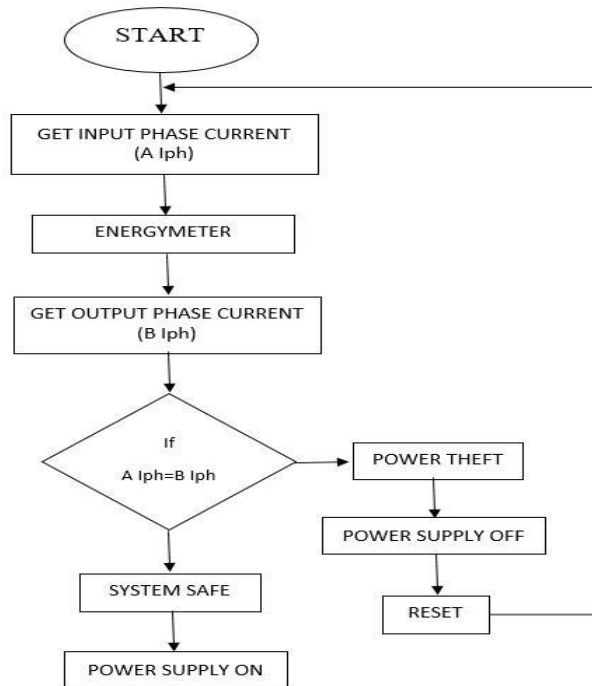 START
GET INPUT PHASE CURRENT
(A Iph)
ENERGYMETER
GET OUTPUT PHASE CURRENT
(B Iph)
If
A Iph=B Iph
POWER THEFT
POWER SUPPLY OFF
RESET
SYSTEM SAFE
POWER SUPPLY ON